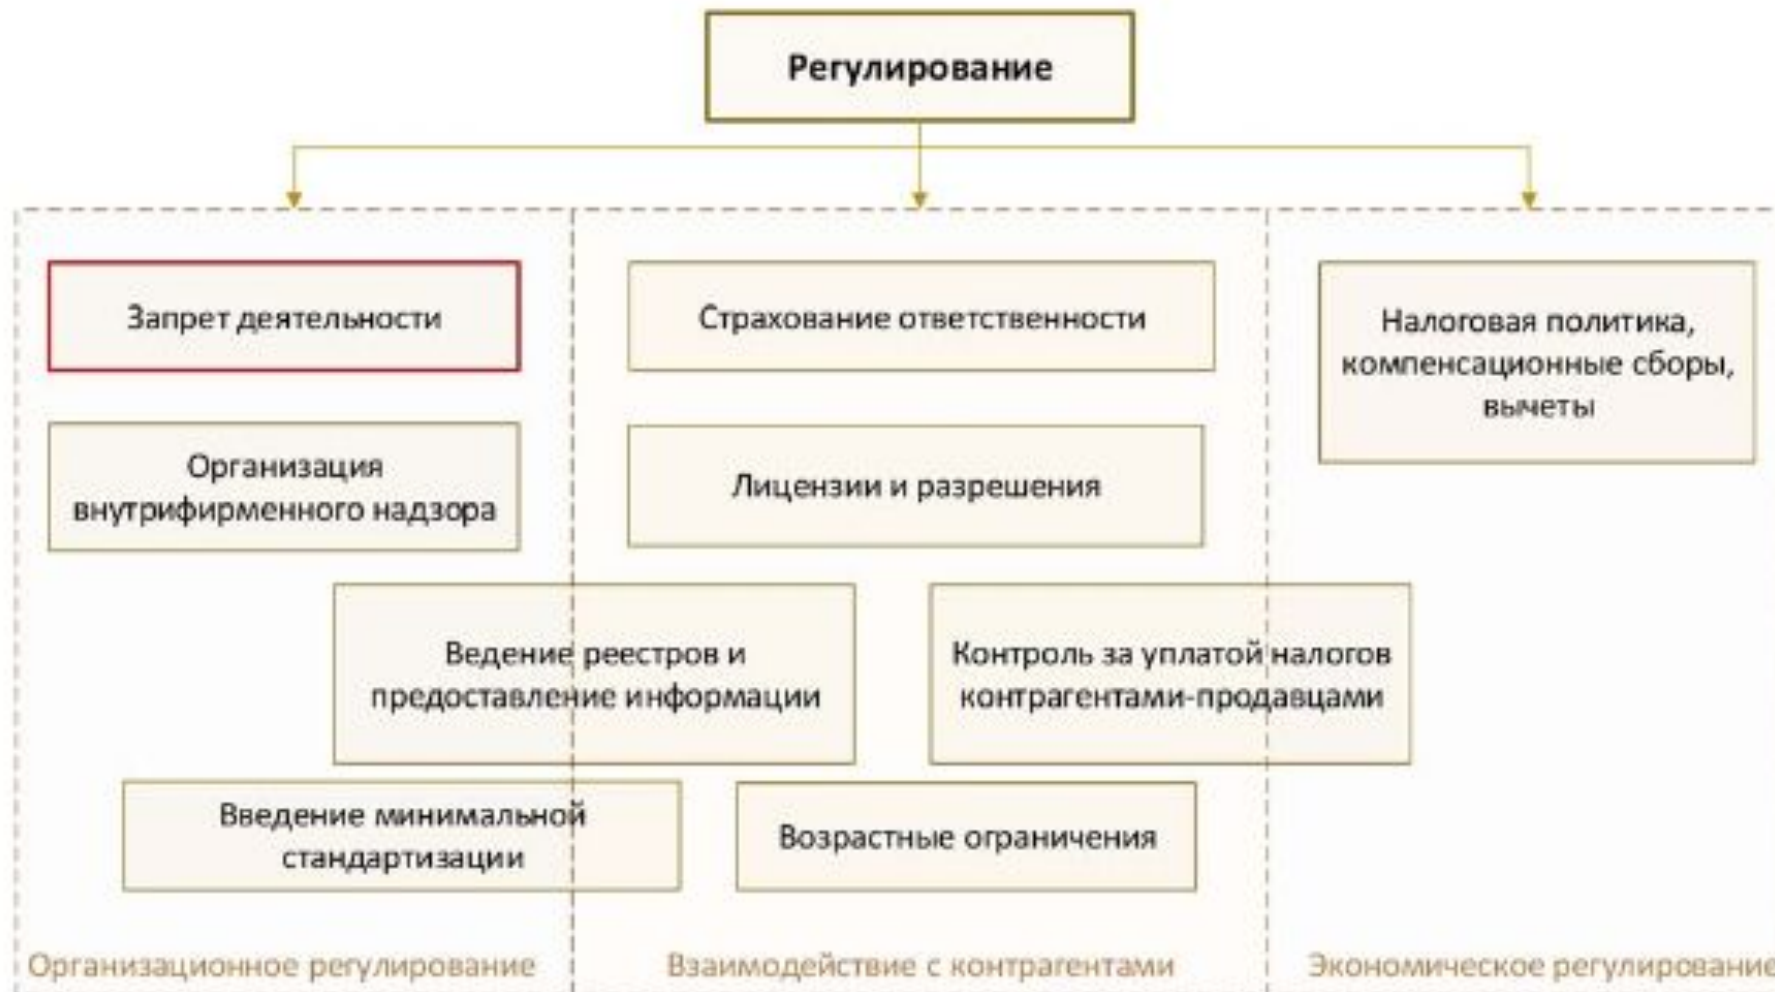 Регулирование
Запрет деятельности
Страхование ответственности
Налоговая политика,
компенсационные сборы,
вычеты
Организация
внутрифирменного надзора
Лицензии и разрешения
Ведение реестров и
предоставление информации
Контроль за уплатой налогов
контрагентами-продавцами
Введение минимальной
стандартизации
Возрастные ограничения
Организационное регулирование
Взаимодействие с контрагентами
Экономическое регулирование